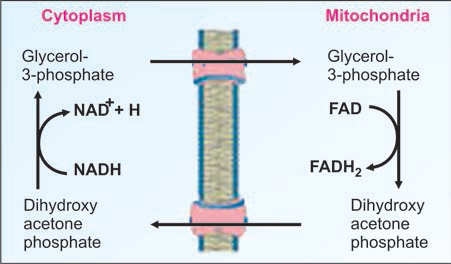 Cytoplasm
Mitochondria
Glycerol-
3-phosphate
Glycerol-
3-phosphate
NAD+ + H
FAD
NADH
FADH2
Dihydroxy
acetone
phosphate
Dihydroxy
acetone
phosphate